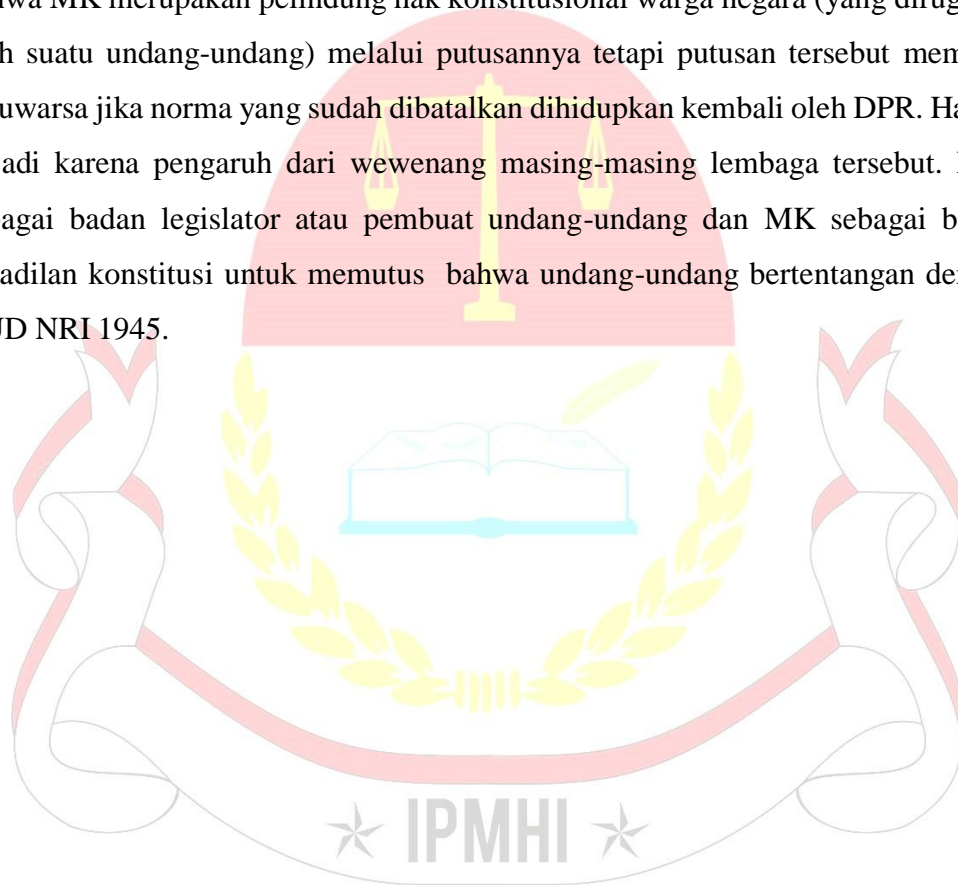 wa MK merupakan pelindung hak konstitusional warga negara (yang dirug
h suatu undang-undang) melalui putusannya tetapi putusan tersebut mem
uwarsa jika norma yang sudah dibatalkan dihidupkan kembali oleh DPR. Ha
adi karena pengaruh dari wewenang masing-masing lembaga tersebut.
agai badan legislator atau pembuat undang-undang dan MK sebagai b
adilan konstitusi untuk memutus bahwa undang-undang bertentangan de
D NRI 1945.
IPMHI